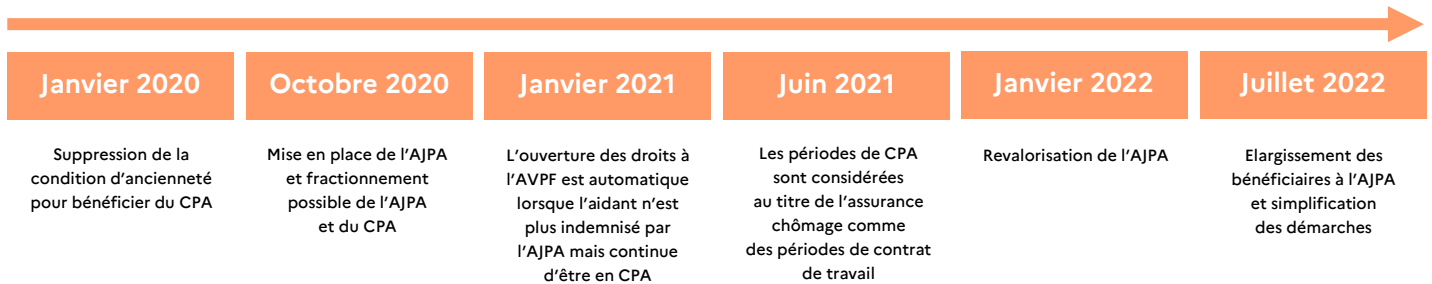 Janvier 2020
Suppression de la
condition d'ancienneté
pour bénéficier du CPA
Octobre 2020
Mise en place de l'AJPA
et fractionnement
possible de l'AJPA
et du CPA
Janvier 2021
L'ouverture des droits à
l'AVPF est automatique
lorsque l'aidant n'est
plus indemnisé par
l'AJPA mais continue
d'être en CPA
Juin 2021
Les périodes de CPA
sont considérées
au titre de l'assurance
chômage comme
des périodes de contrat
de travail
Janvier 2022
Revalorisation de l'AJPA
Juillet 2022
Elargissement des
bénéficiaires à l'AJPA
et simplification
des démarches